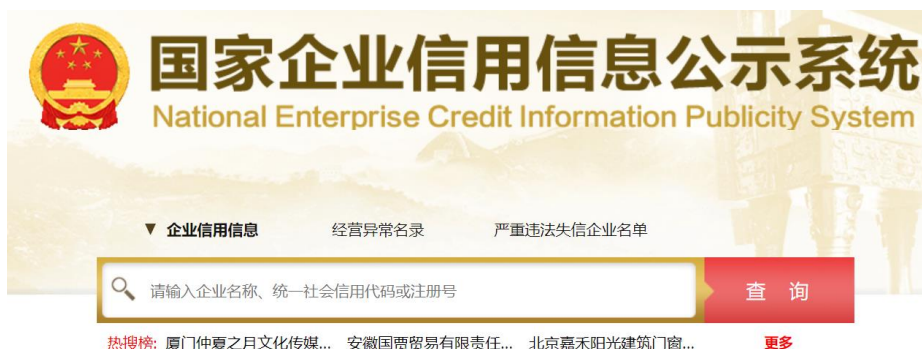 国家企业信用信息公示系统
National Enterprise Credit Information Publicity System
▼ 企业信用信息 经营异常名录 严重违法失信企业名单
请输入企业名称、统一社会信用代码或注册号 查 询
热搜榜: 厦门仲夏之月文化传媒... 安徽国贾贸易有限责任... 北京嘉禾阳光建筑门窗... 更多